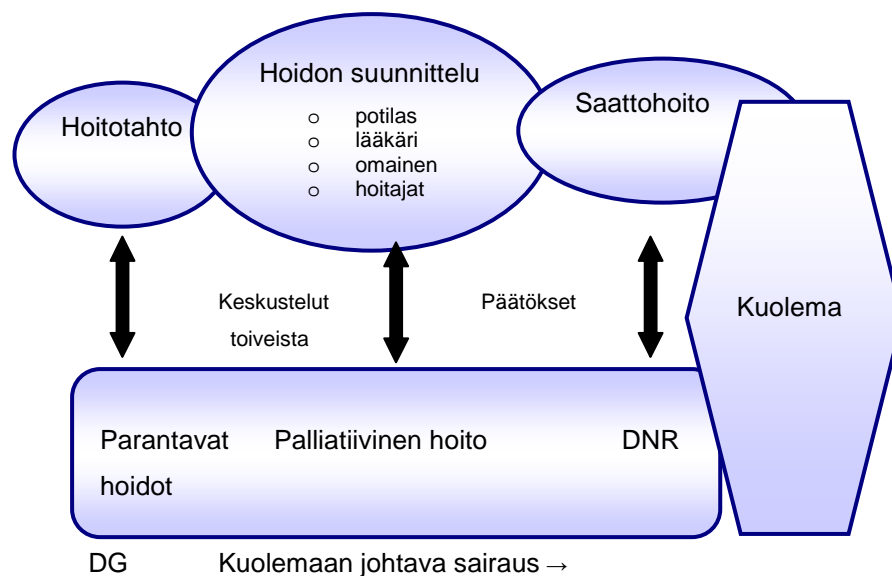 Hoitotahto
Hoidon suunnittelu
o potilas
o lääkäri
o omainen
o hoitajat
Saattohoito
Keskustelut
toiveista
Päätökset
Kuolema
Parantavat
hoidot
Palliatiivinen hoito
DNR
DG Kuolemaan johtava sairaus →